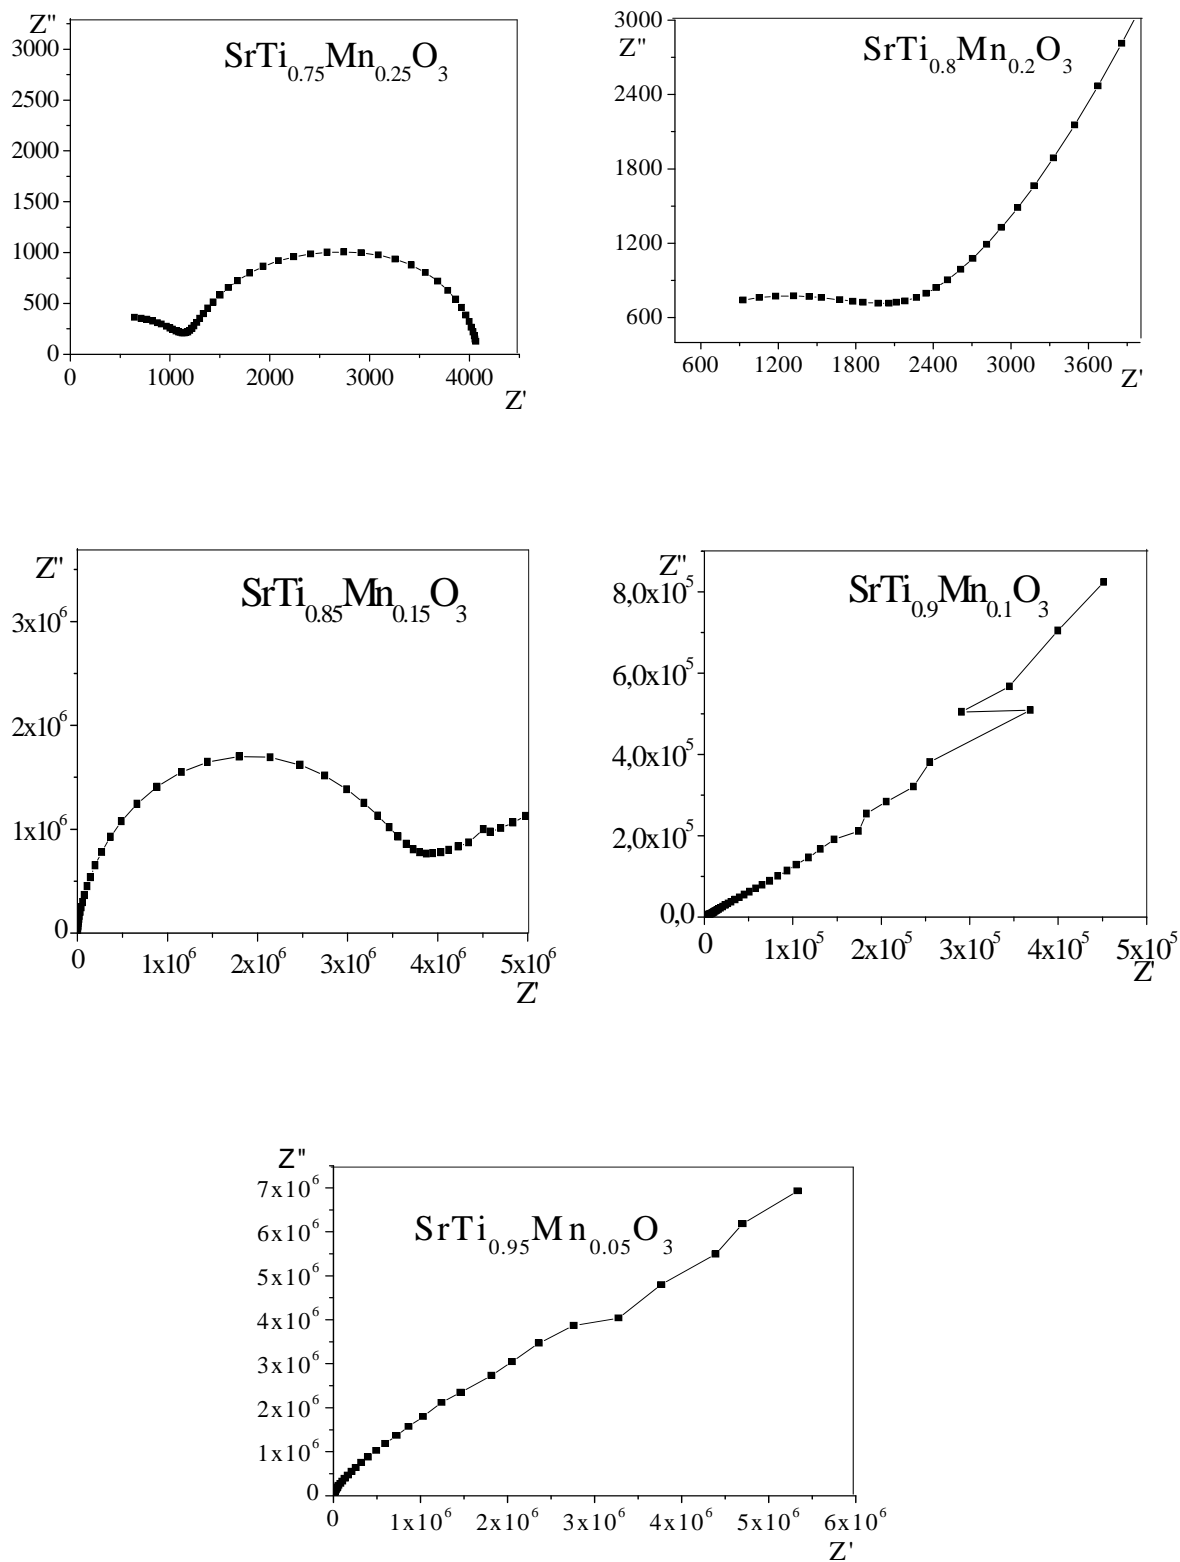 Z''
SrTi0.75Mn0.25O3
3000
2500
2000
1500
1000
500
0
0 1000 2000 3000 4000
Z'
3000
Z''
SrTi0.8Mn0.2O3
2400
1800
1200
600
600 1200 1800 2400 3000 3600
Z'
Z''
SrTi0.85Mn0.15O3
3x10^6
2x10^6
1x10^6
0
0 1x10^6 2x10^6 3x10^6 4x10^6 5x10^6
Z'
Z''
SrTi0.9Mn0.1O3
8,0x10^5
6,0x10^5
4,0x10^5
2,0x10^5
0,0
0 1x10^5 2x10^5 3x10^5 4x10^5 5x10^5
Z'
Z''
7x10^6
SrTi0.95Mn0.05O3
6x10^6
5x10^6
4x10^6
3x10^6
2x10^6
1x10^6
0
0 1x10^6 2x10^6 3x10^6 4x10^6 5x10^6 6x10^6
Z'